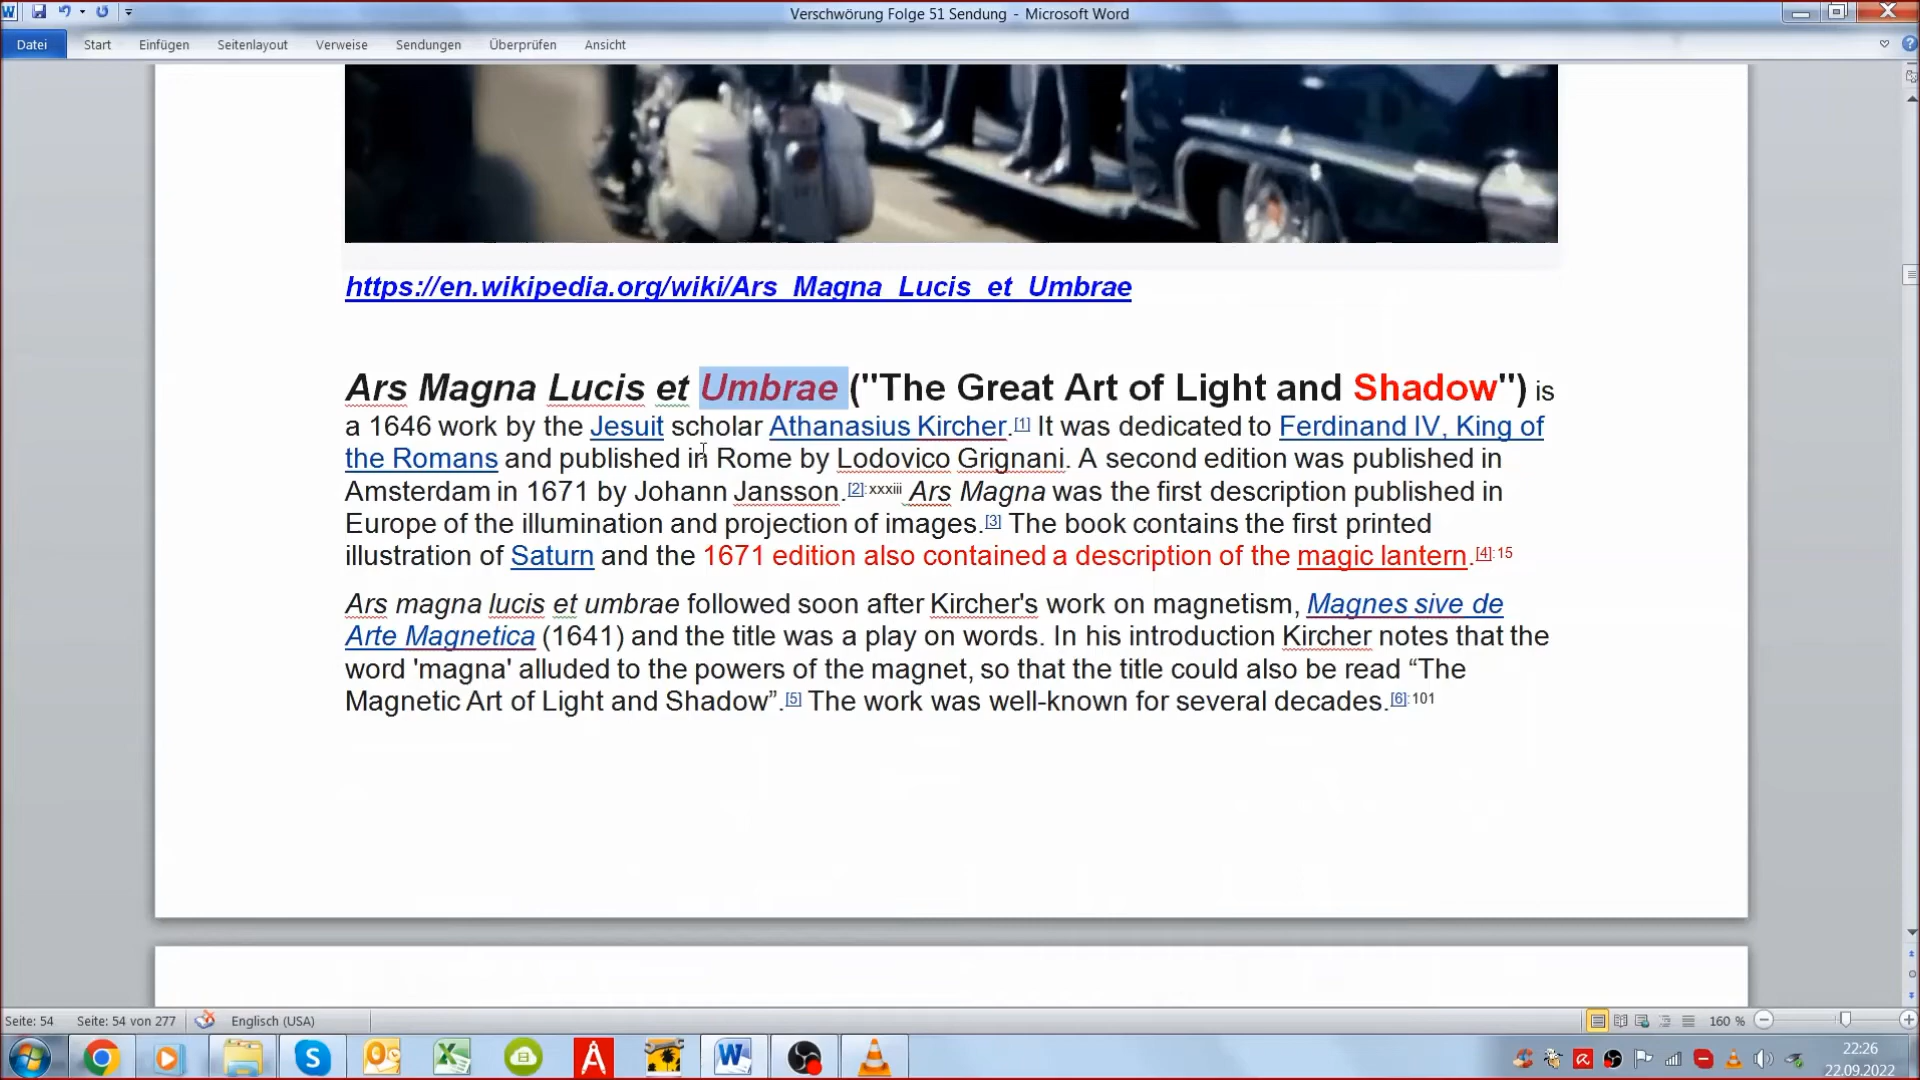 Verschwörung Folge 51 Sendung - Microsoft Word
Datei Start Einfügen Seitenlayout Verweise Sendungen Überprüfen Ansicht
https://en.wikipedia.org/wiki/Ars_Magna_Lucis_et_Umbrae
Ars Magna Lucis et Umbrae ("The Great Art of Light and Shadow") is
a 1646 work by the Jesuit scholar Athanasius Kircher.[1] It was dedicated to Ferdinand IV, King of
the Romans and published in Rome by Lodovico Grignani. A second edition was published in
Amsterdam in 1671 by Johann Jansson.[2]:xxxiii Ars Magna was the first description published in
Europe of the illumination and projection of images.[3] The book contains the first printed
illustration of Saturn and the 1671 edition also contained a description of the magic lantern.[4]:15
Ars magna lucis et umbrae followed soon after Kircher's work on magnetism, Magnes sive de
Arte Magnetica (1641) and the title was a play on words. In his introduction Kircher notes that the
word 'magna' alluded to the powers of the magnet, so that the title could also be read “The
Magnetic Art of Light and Shadow”.[5] The work was well-known for several decades.[6]:101
Seite: 54 Seite: 54 von 277 Englisch (USA) 160 %
22:26
22.09.2022